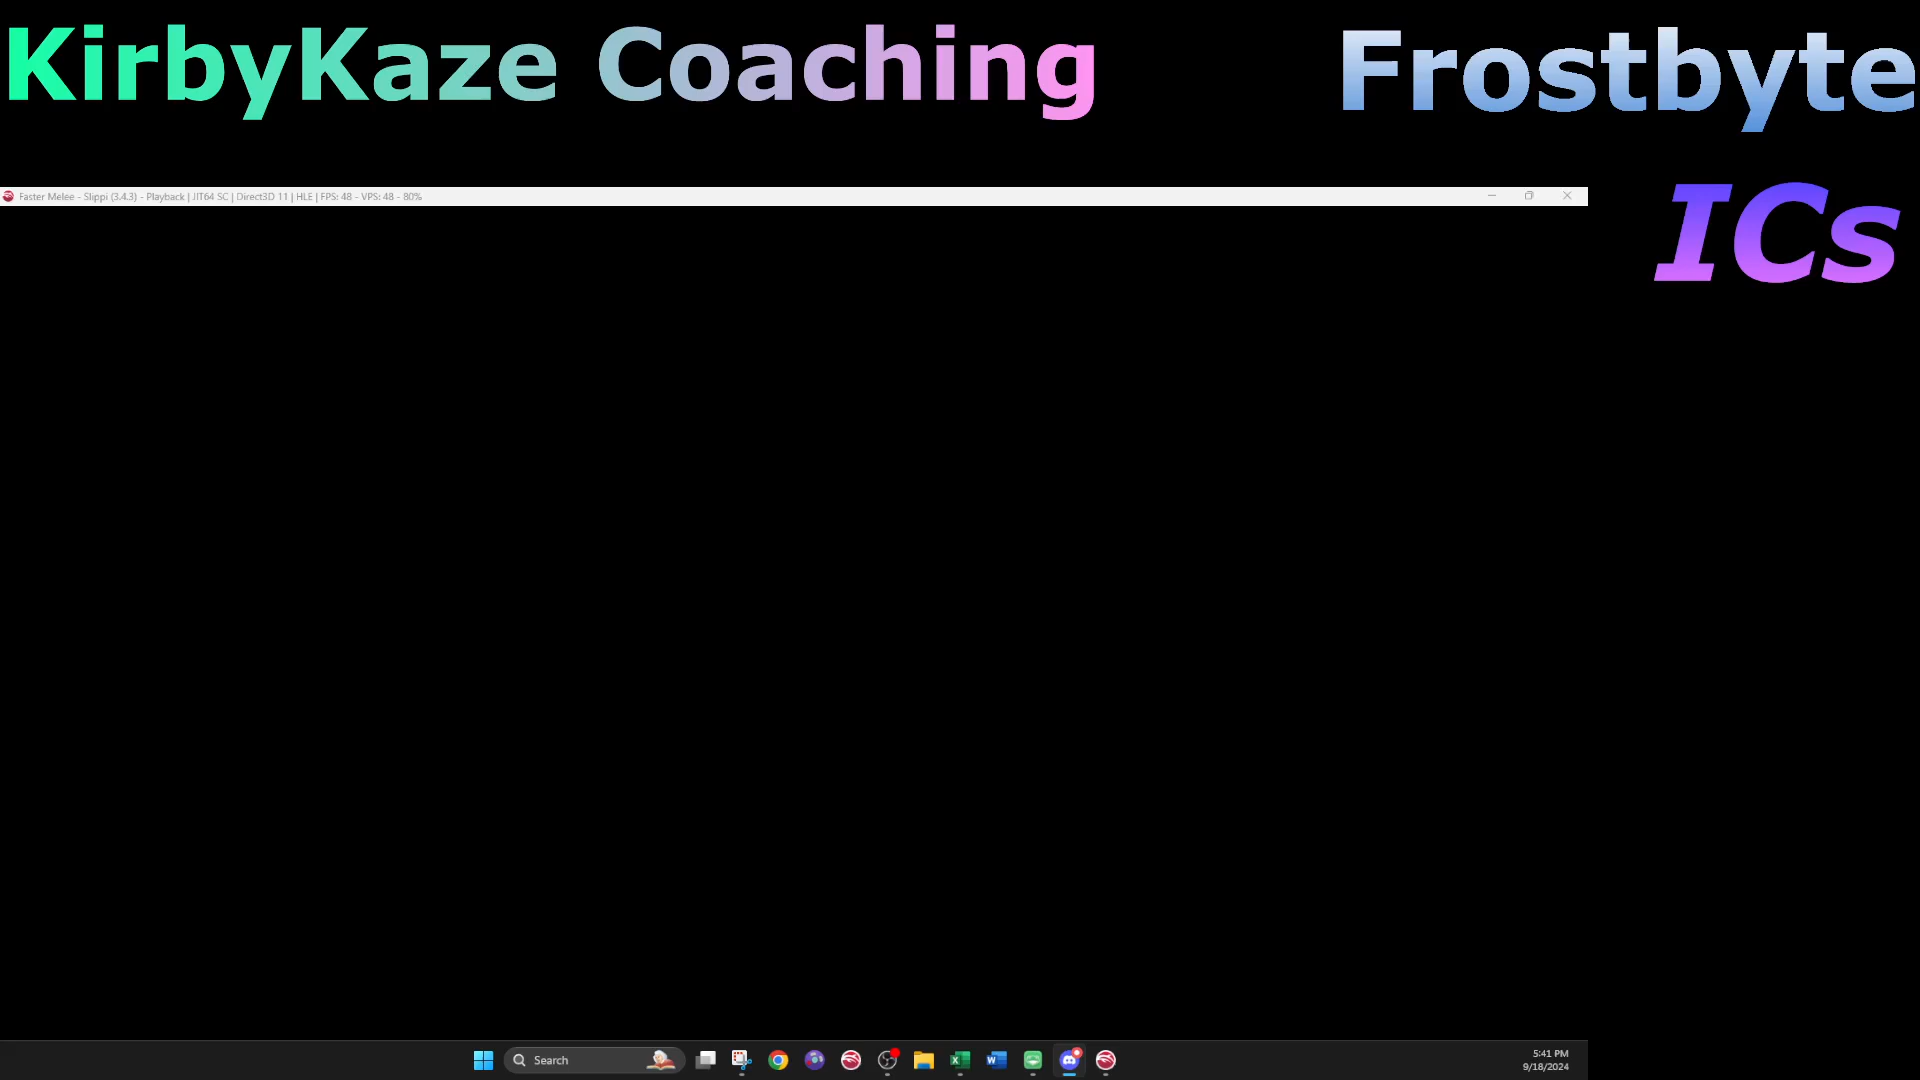 KirbyKaze Coaching
Frostbyte
Faster Melee - Slippi (3.4.3) - Playback | JIT64 SC | Direct3D 11 | HLE | FPS: 48 - VPS: 48 - 80%
ICs
Search
5:41 PM
9/18/2024